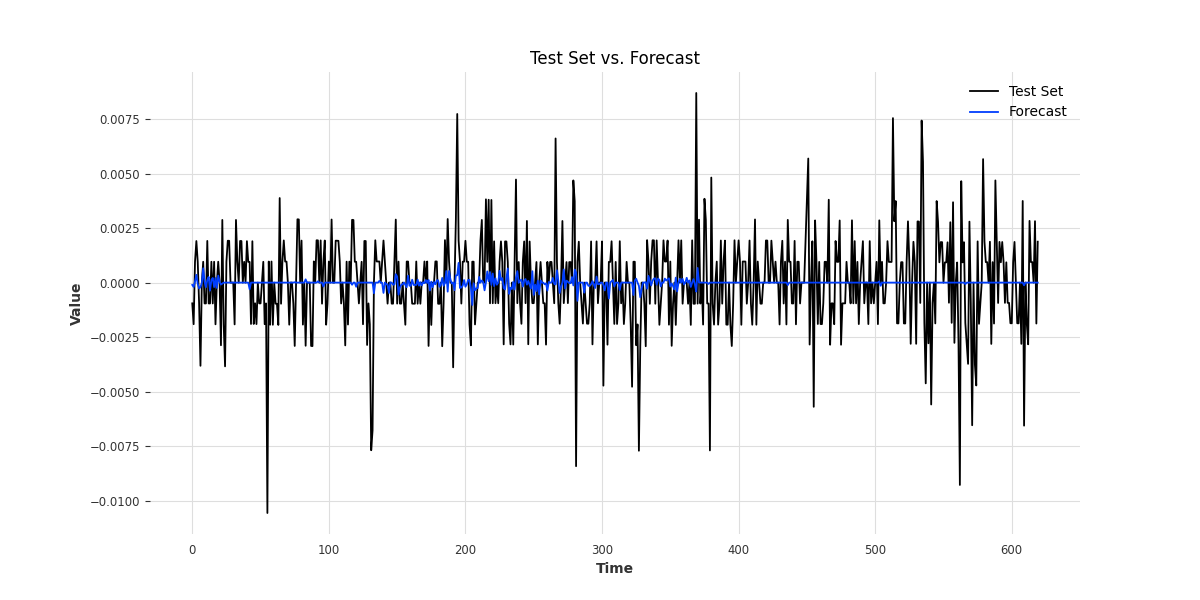 Test Set vs. Forecast
Test Set
Forecast
0.0075
0.0050
0.0025
0.0000
−0.0025
−0.0050
−0.0075
−0.0100
Value
0 100 200 300 400 500 600
Time